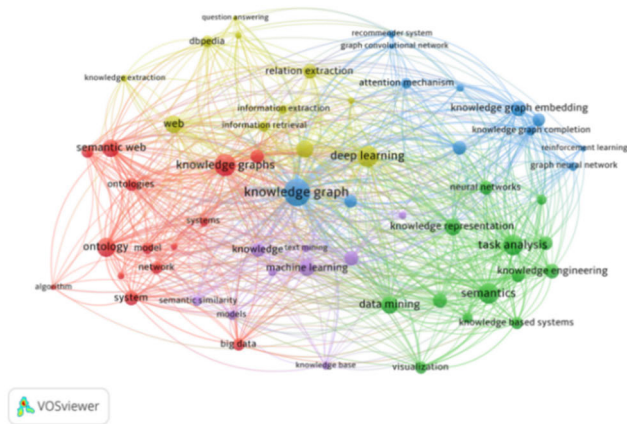 question answering
recommender system
dbpedia
graph convolutional network
relation extraction
knowledge extraction
attention mechanism
information extraction
knowledge graph embedding
web
information retrieval
knowledge graph completion
semantic web
deep learning
reinforcement learning
knowledge graphs
graph neural network
ontologies
knowledge graph
neural networks
systems
knowledge representation
ontology
model
knowledge
text mining
task analysis
network
machine learning
knowledge engineering
algorithm
system
semantic similarity
data mining
semantics
models
knowledge based systems
big data
knowledge base
visualization
VOSviewer